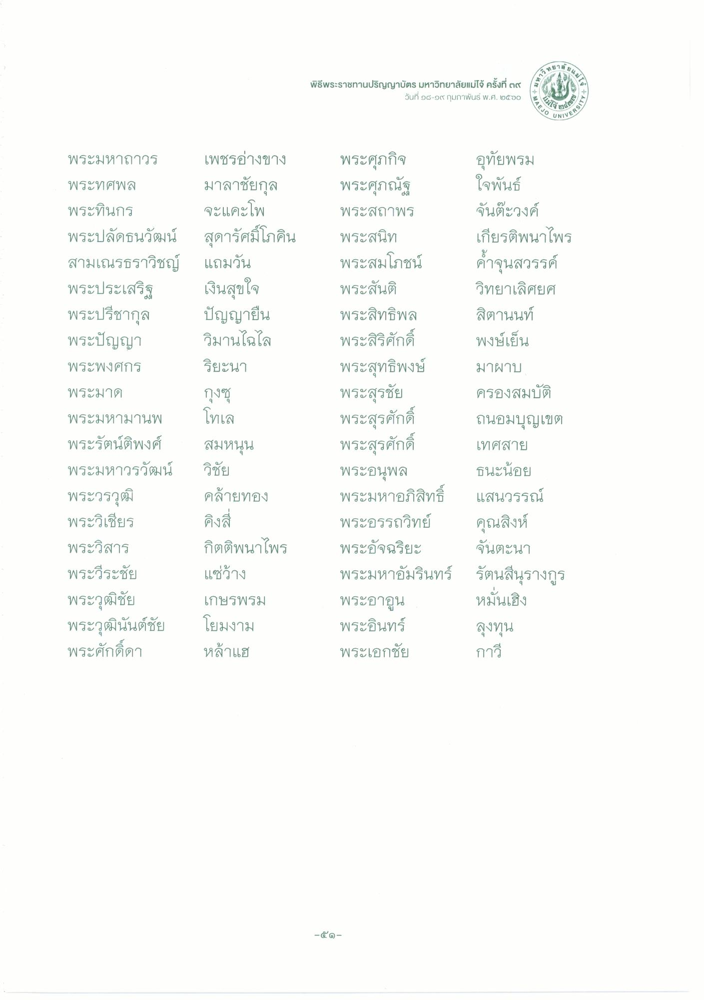 พิธีพระราชทานปริญญาบัตร มหาวิทยาลัยแม่โจ้ ครั้งที่ ๓๙
วันที่ ๑๘-๑๙ กุมภาพันธ์ พ.ศ. ๒๕๖๐
มหาวิทยาลัยแม่โจ้
แม่โจ้ ๒๔๗๗
MAEJO UNIVERSITY
พระมหาถาวร เพชรอ่างขาง พระศุภกิจ อุทัยพรม
พระทศพล มาลาชัยกุล พระศุภณัฐ ใจพันธ์
พระทินกร จะแคะโพ พระสถาพร จันต๊ะวงค์
พระปลัดธนวัฒน์ สุดารัศมิ์โภคิน พระสนิท เกียรติพนาไพร
สามเณรธราวิชญ์ แถมวัน พระสมโภชน์ ค้ำจุนสวรรค์
พระประเสริฐ เงินสุขใจ พระสันติ วิทยาเลิศยศ
พระปรีชากุล ปัญญายืน พระสิทธิพล สิตานนท์
พระปัญญา วิมานไฉไล พระสิริศักดิ์ พงษ์เย็น
พระพงศกร ริยะนา พระสุทธิพงษ์ มาผาบ
พระมาด กุงซุ พระสุรชัย ครองสมบัติ
พระมหามานพ โทเล พระสุรศักดิ์ ถนอมบุญเขต
พระรัตน์ติพงศ์ สมหนุน พระสุรศักดิ์ เทศสาย
พระมหาวรวัฒน์ วิชัย พระอนุพล ธนะน้อย
พระวรวุฒิ คล้ายทอง พระมหาอภิสิทธิ์ แสนวรรณ์
พระวิเชียร คิงสี่ พระอรรถวิทย์ คุณสิงห์
พระวิสาร กิตติพนาไพร พระอัจฉริยะ จันตะนา
พระวีระชัย แซ่ว้าง พระมหาอัมรินทร์ รัตนสีนุรางกูร
พระวุฒิชัย เกษรพรม พระอาอูน หมั่นเฮิง
พระวุฒินันต์ชัย โยมงาม พระอินทร์ ลุงทุน
พระศักดิ์ดา หล้าแฮ พระเอกชัย กาวี
-๕๑-